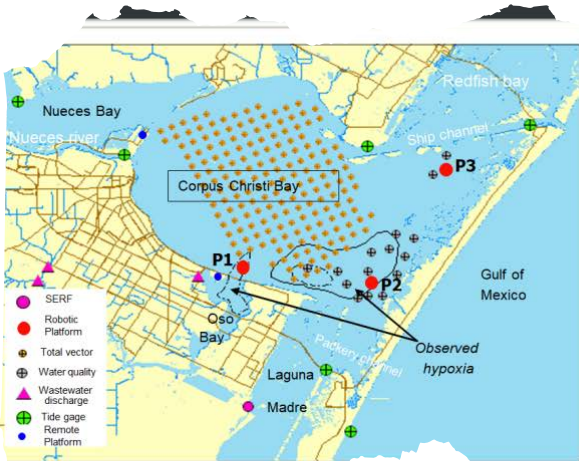 Redfish bay
Nueces Bay
Nueces river
Ship channel
P3
Corpus Christi Bay
P1
Gulf of
Mexico
P2
SERF
Oso
Bay
Robotic
Platform
Observed
hypoxia
Packery channel
Total vector
Water quality
Laguna
Wastewater
discharge
Madre
Tide gage
Remote
Platform